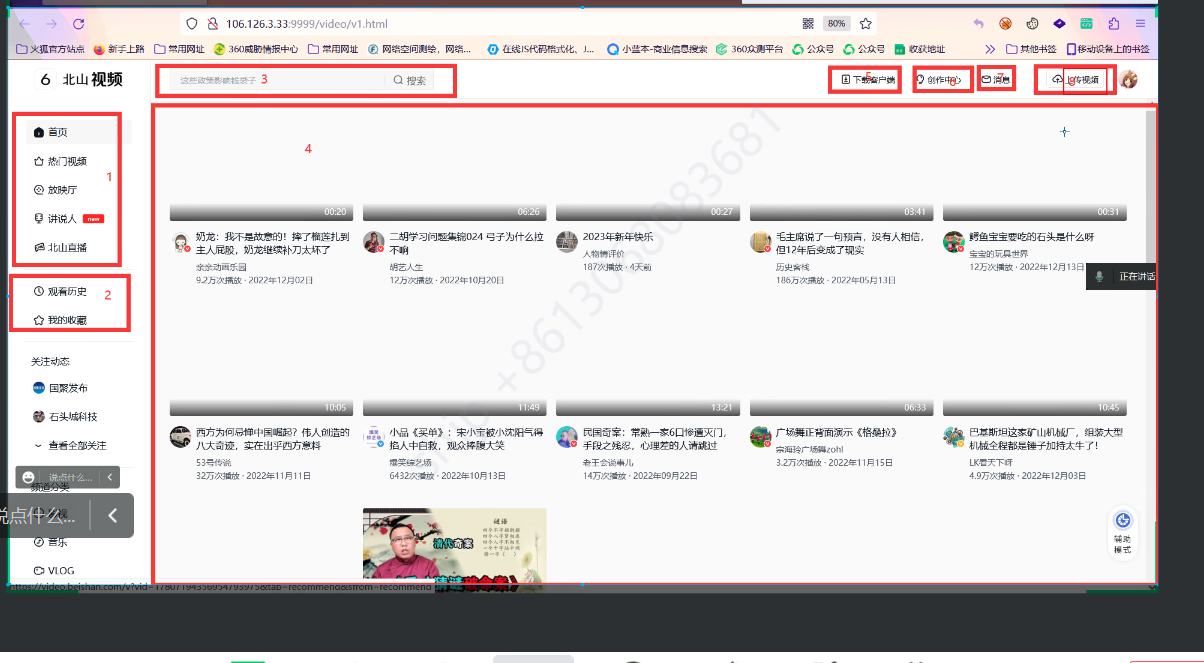 106.126.3.33:9999/video/v1.html
80%
火狐官方站点 新手上路 常用网址 360威胁情报中心 常用网址 网络空间测绘，网络... 在线JS代码格式化、J... 小蓝本-商业信息搜索 360众测平台 公众号 公众号 收获地址 其他书签 移动设备上的书签
北山视频
3 搜索
5 下载客户端
创作中心
7 消息
上传视频
首页
热门视频
1
放映厅
讲说人 new
北山直播
观看历史
2
我的收藏
关注动态
国聚发布
石头城科技
查看全部关注
说点什么...
频道分类
说点什么...
音乐
VLOG
4
00:20
奶龙：我不是故意的！摔了榴莲扎到
主人屁股，奶龙继续补刀太坏了
亲亲动画乐园
9.2万次播放 · 2022年12月02日
06:26
二胡学习问题集锦024 弓子为什么拉
不响
胡艺人生
12万次播放 · 2022年10月20日
00:27
2023年新年快乐
人物情评价
187次播放 · 4天前
03:41
毛主席说了一句预言，没有人相信，
但12年后变成了现实
历史客栈
186万次播放 · 2022年05月13日
00:31
鳄鱼宝宝要吃的石头是什么呀
宝宝的玩具世界
12万次播放 · 2022年12月13日
正在讲话
10:05
西方为何忌惮中国崛起？伟人创造的
八大奇迹，实在出乎西方意料
53号传说
32万次播放 · 2022年11月11日
11:49
小品《买单》：宋小宝被小沈阳气得
掐人中自救，观众捧腹大笑
爆笑综艺场
6432次播放 · 2022年10月13日
13:21
民国奇案：常熟一家6口惨遭灭门，
手段之残忍，心理差的人请跳过
老王会说事儿
14万次播放 · 2022年09月22日
06:33
广场舞正背面演示《格桑拉》
宗海玲广场舞zohl
3.2万次播放 · 2022年11月15日
10:45
巴基斯坦这家矿山机械厂，组装大型
机械全程都是锤子加持太牛了！
LK看天下呀
4.9万次播放 · 2022年12月03日
谜语
清代奇案
辅助
模式
+8613080083681